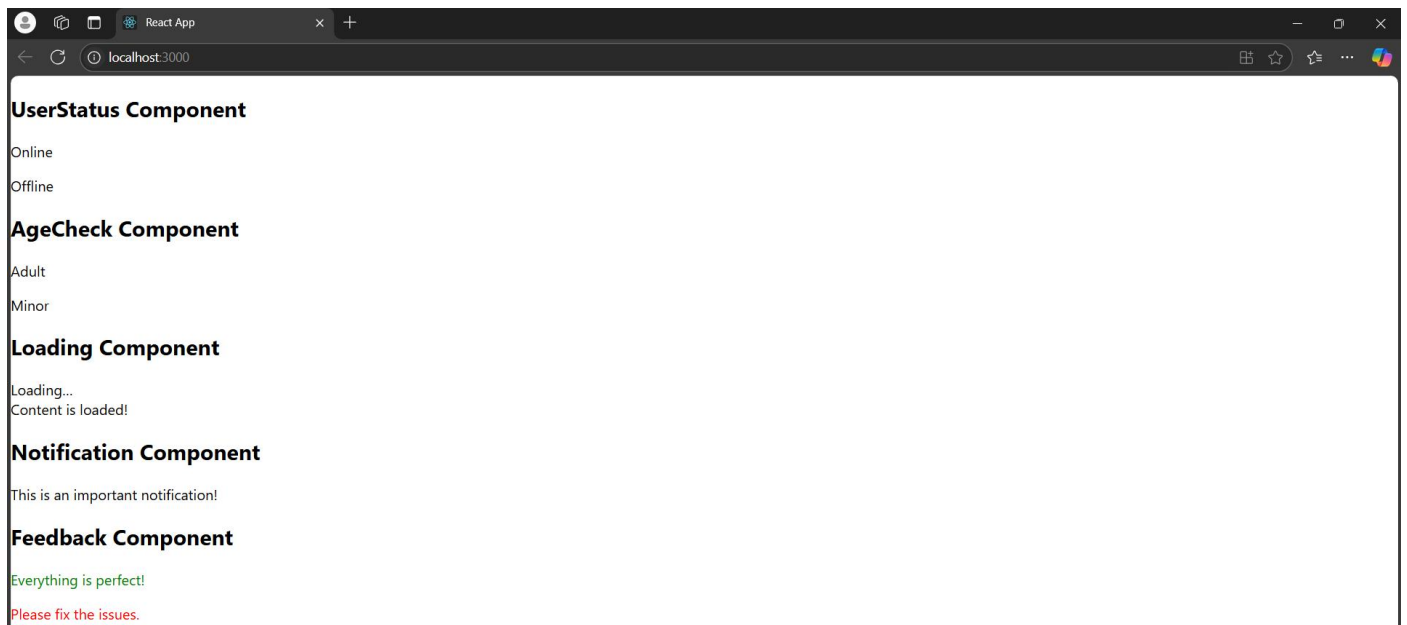 React App
localhost:3000
UserStatus Component
Online
Offline
AgeCheck Component
Adult
Minor
Loading Component
Loading...
Content is loaded!
Notification Component
This is an important notification!
Feedback Component
Everything is perfect!
Please fix the issues.